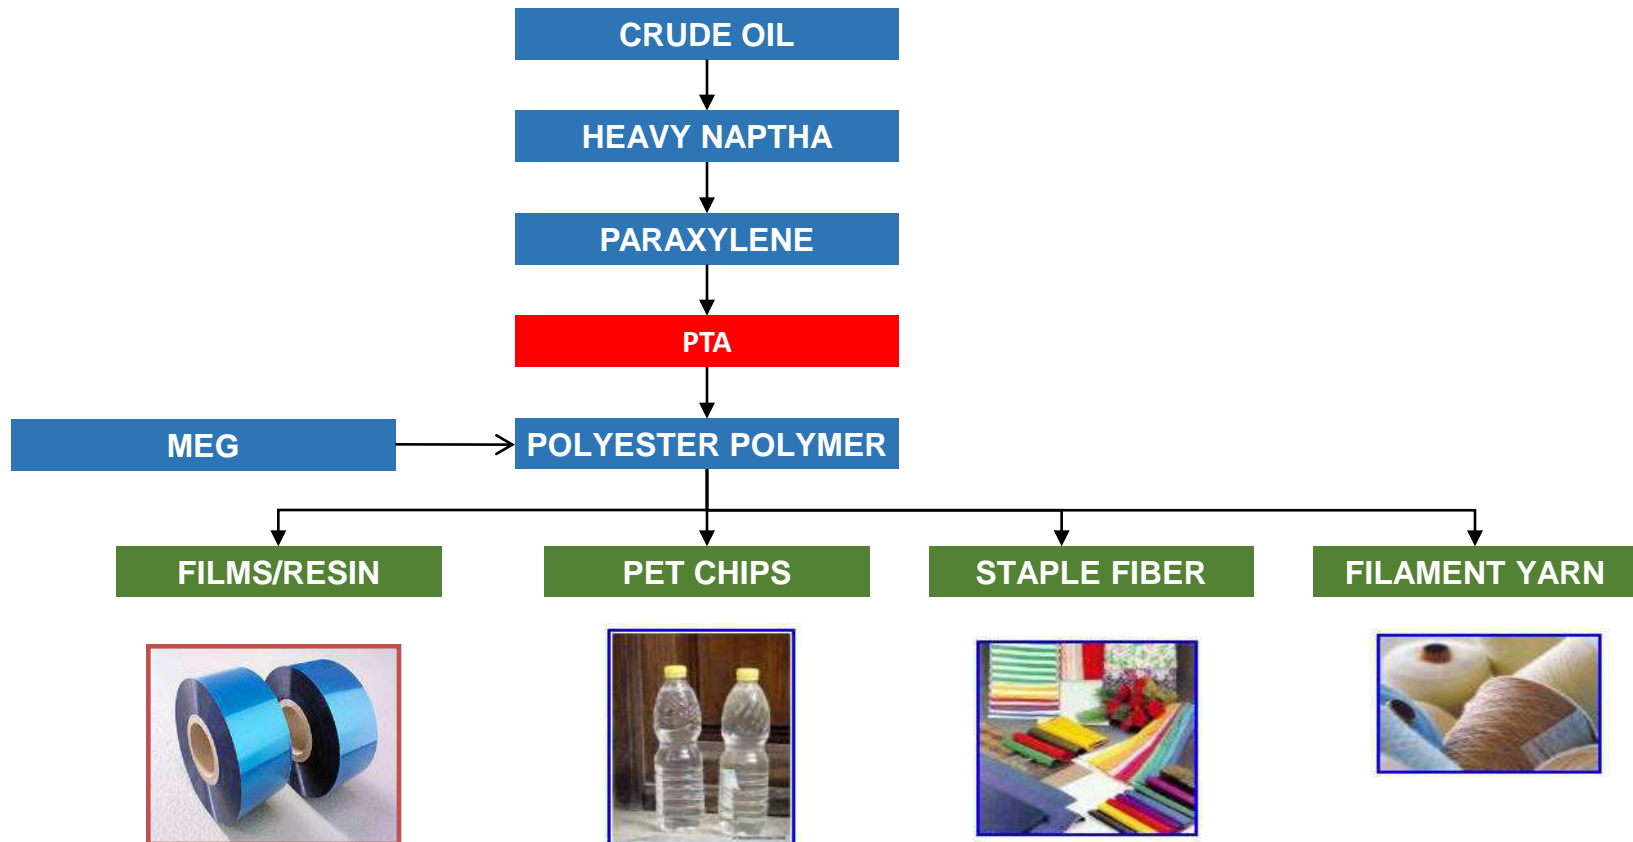 CRUDE OIL
HEAVY NAPTHA
PARAXYLENE
PTA
MEG
POLYESTER POLYMER
FILMS/RESIN
PET CHIPS
STAPLE FIBER
FILAMENT YARN